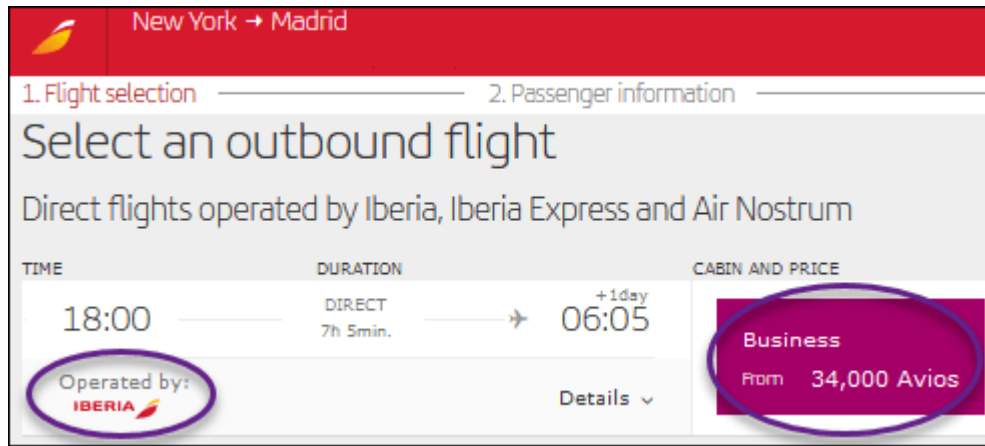 New York → Madrid
1. Flight selection
2. Passenger information
Select an outbound flight
Direct flights operated by Iberia, Iberia Express and Air Nostrum
TIME DURATION CABIN AND PRICE
18:00 DIRECT +1day 06:05
7h 5min.
Business
From 34,000 Avios
Operated by:
IBERIA
Details